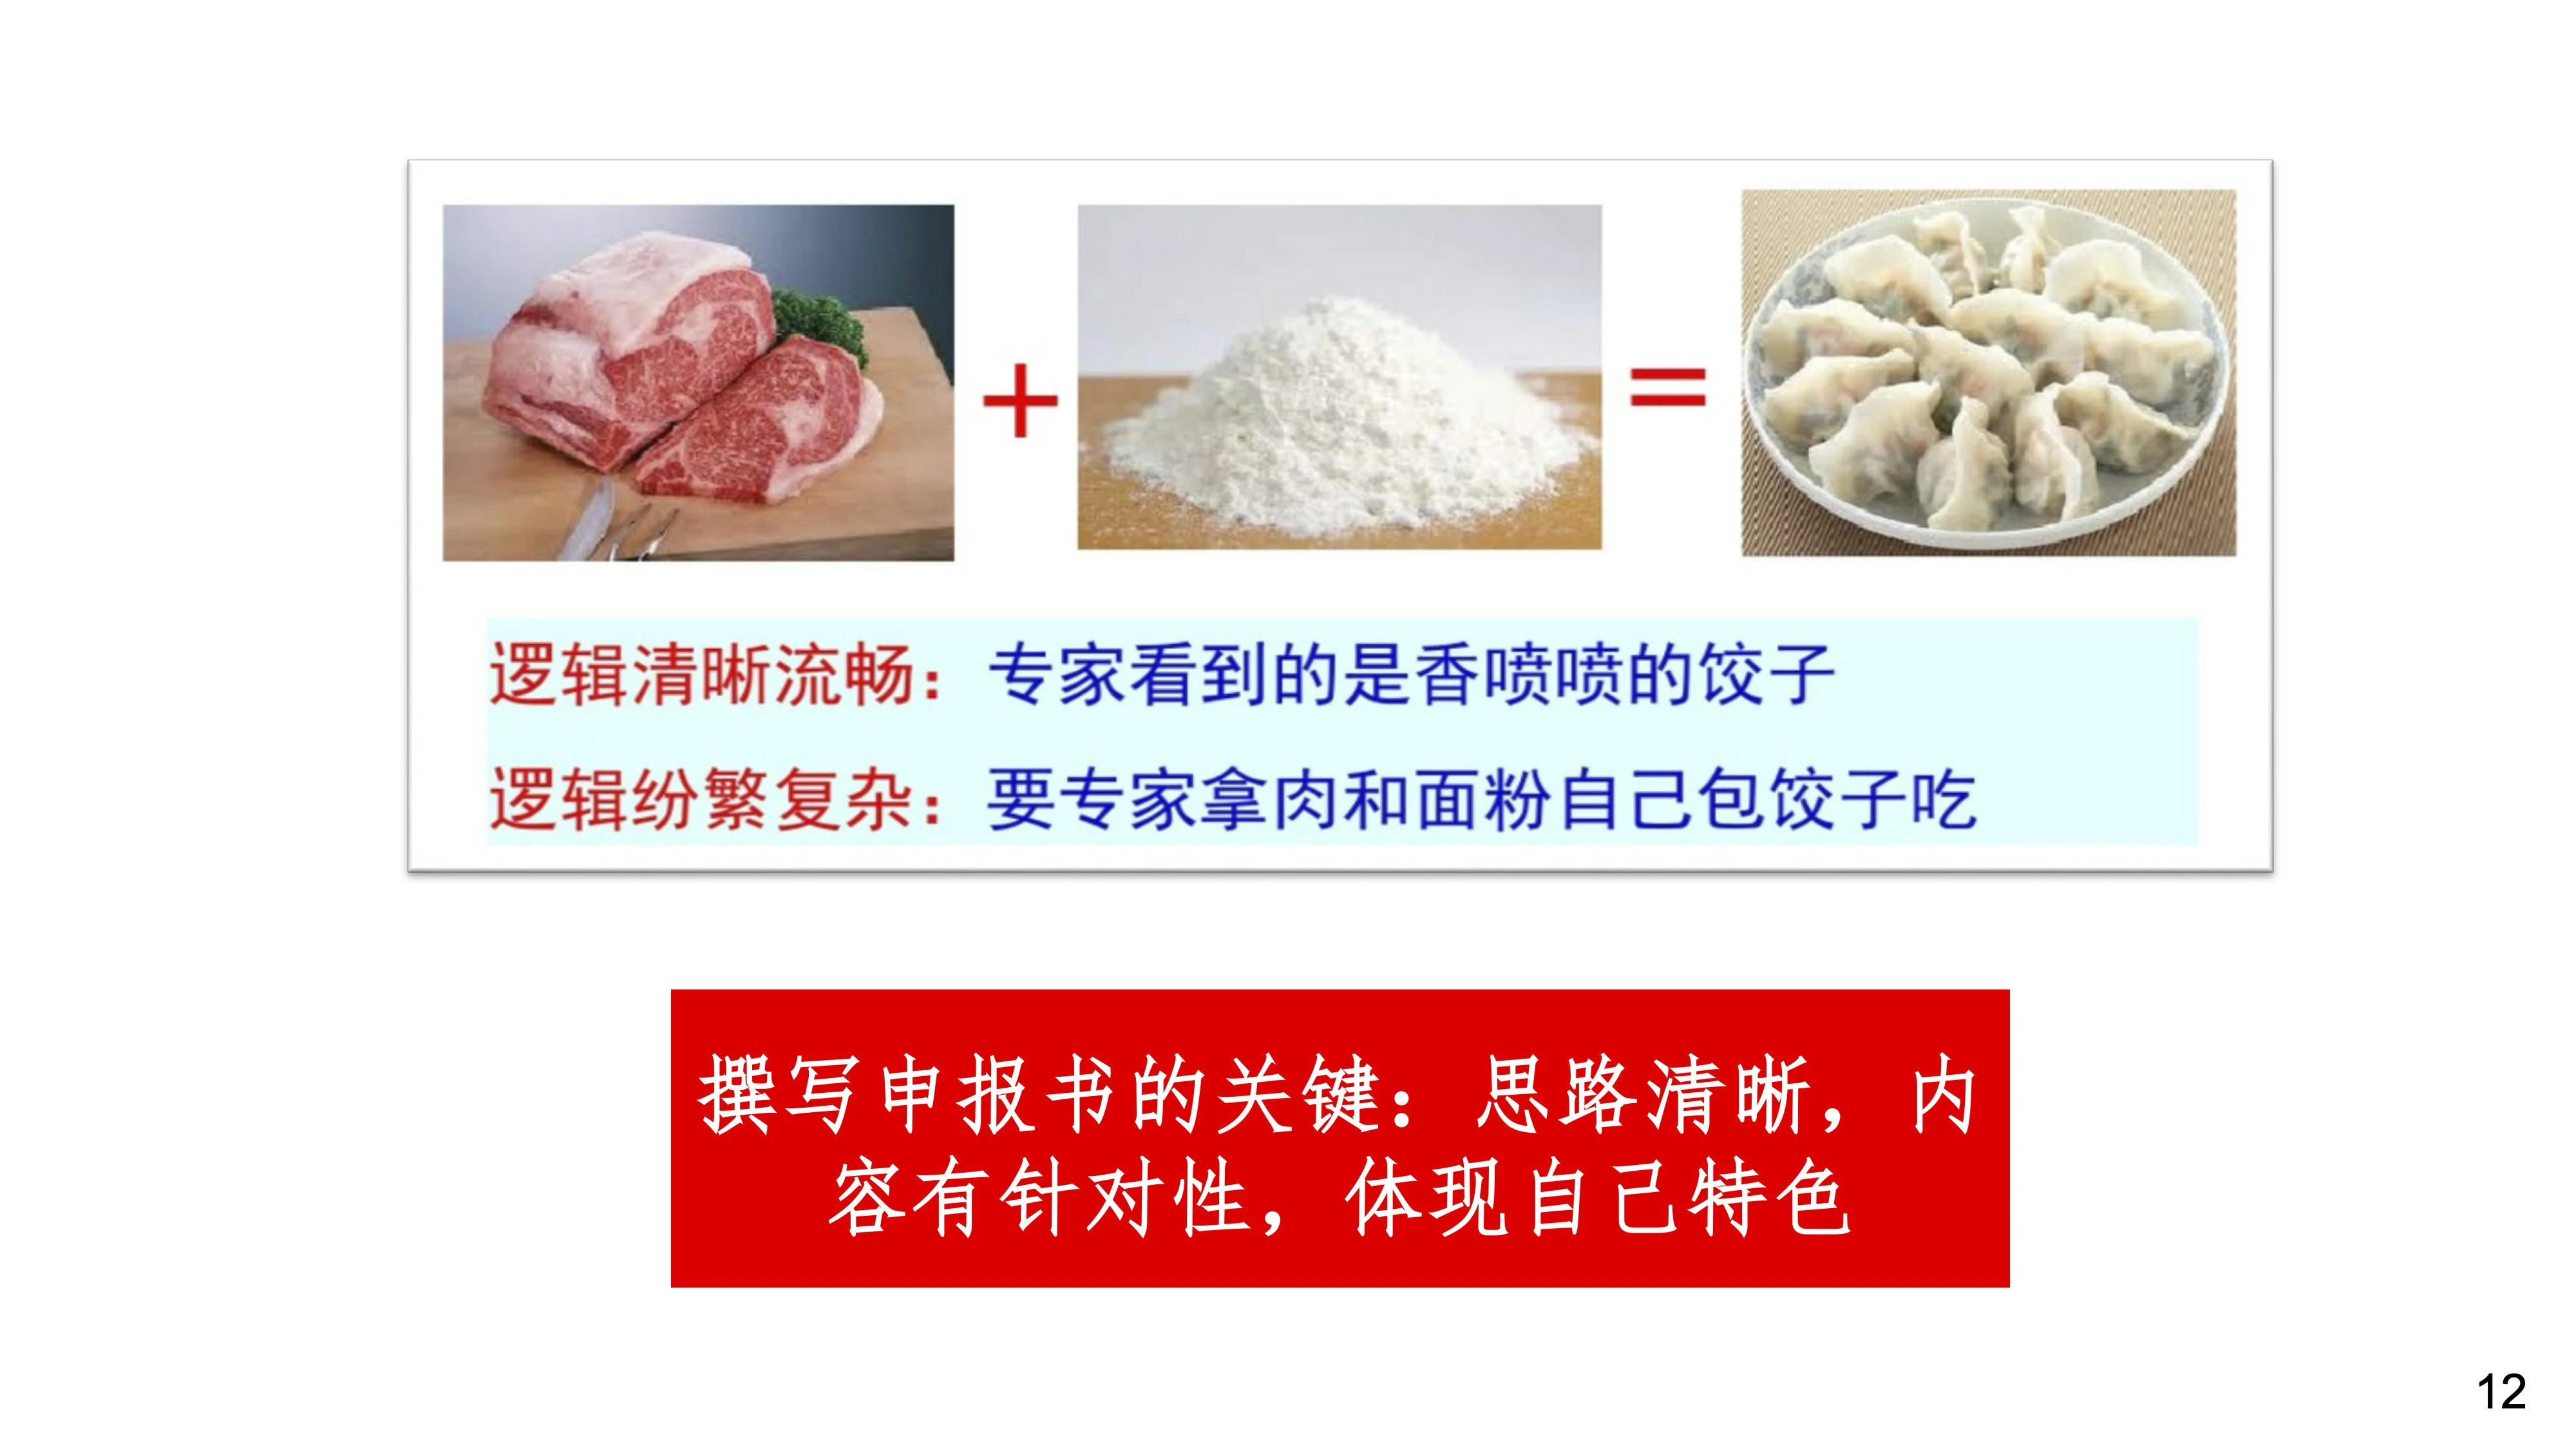 +
=
逻辑清晰流畅：专家看到的是香喷喷的饺子
逻辑纷繁复杂：要专家拿肉和面粉自己包饺子吃
撰写申报书的关键：思路清晰，内
容有针对性，体现自己特色
12